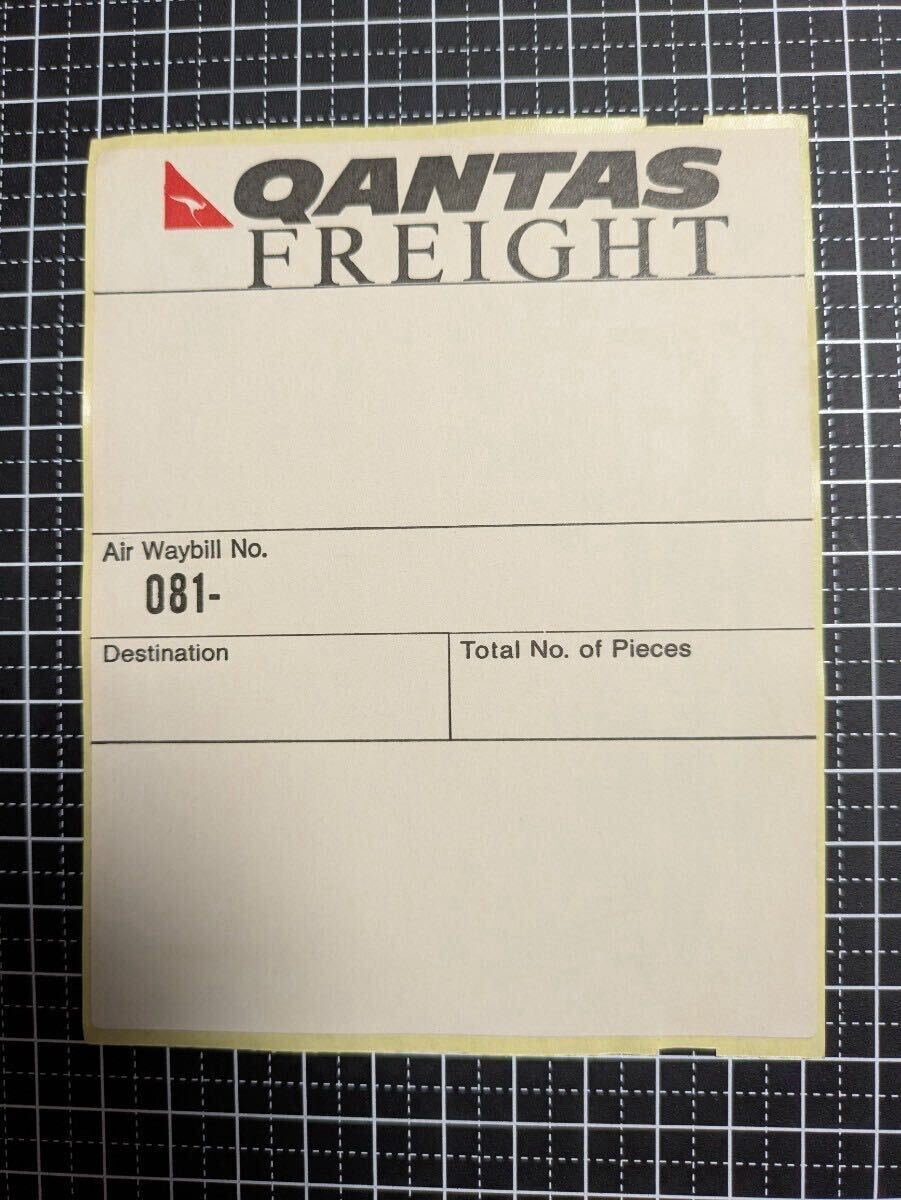 QANTAS
FREIGHT
Air Waybill No.
081-
Destination
Total No. of Pieces